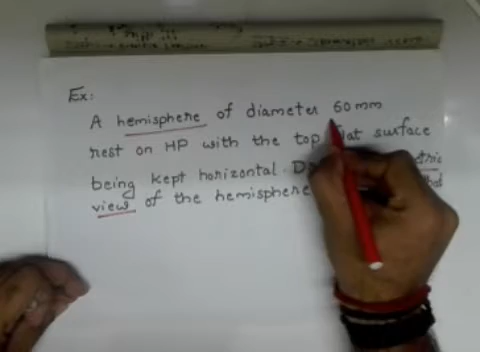 Ex:
A hemisphere of diameter 60 mm
rest on HP with the top flat surface
being kept horizontal. D
view of the hemisphere